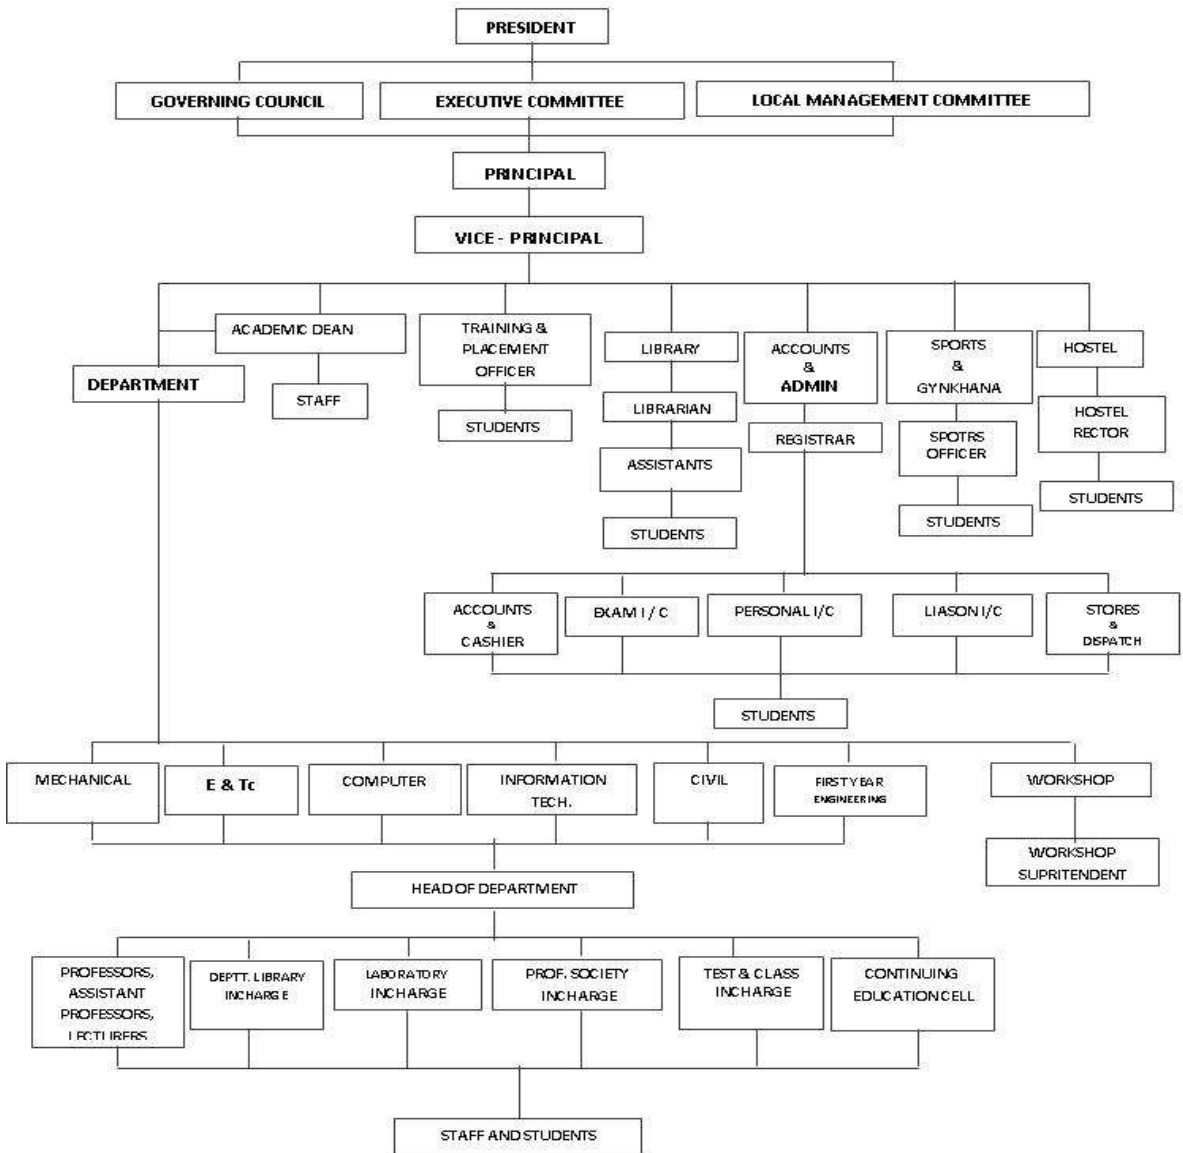 PRESIDENT
GOVERNING COUNCIL
EXECUTIVE COMMITTEE
LOCAL MANAGEMENT COMMITTEE
PRINCIPAL
VICE - PRINCIPAL
ACADEMIC DEAN
STAFF
DEPARTMENT
TRAINING &
PLACEMENT
OFFICER
STUDENTS
LIBRARY
LIBRARIAN
ASSISTANTS
STUDENTS
ACCOUNTS
&
ADMIN
REGISTRAR
SPORTS
&
GYNKHANA
SPOTRS
OFFICER
STUDENTS
HOSTEL
HOSTEL
RECTOR
STUDENTS
ACCOUNTS
&
CASHIER
EXAM I / C
PERSONAL I/C
LIASON I/C
STORES
&
DISPATCH
STUDENTS
MECHANICAL
E & Tc
COMPUTER
INFORMATION
TECH.
CIVIL
FIRST YEAR
ENGINEERING
WORKSHOP
WORKSHOP
SUPRITENDENT
HEAD OF DEPARTMENT
PROFESSORS,
ASSISTANT
PROFESSORS,
LECTURERS
DEPTT. LIBRARY
INCHARGE
LABORATORY
INCHARGE
PROF. SOCIETY
INCHARGE
TEST & CLASS
INCHARGE
CONTINUING
EDUCATION CELL
STAFF AND STUDENTS